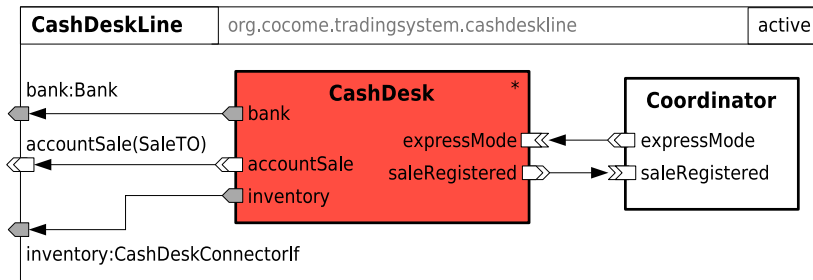 CashDeskLine org.cocome.tradingsystem.cashdeskline active
bank:Bank
CashDesk *
bank
Coordinator
accountSale(SaleTO)
expressMode
expressMode
accountSale
saleRegistered
saleRegistered
inventory
inventory:CashDeskConnectorIf